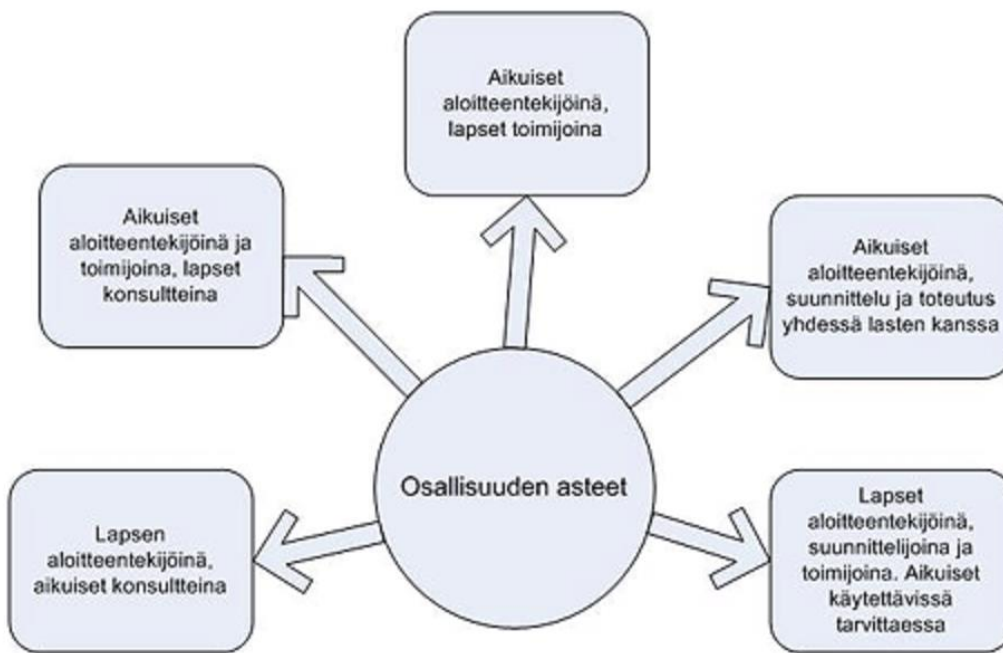 Aikuiset
aloitteentekijöinä,
lapset toimijoina
Aikuiset
aloitteentekijöinä ja
toimijoina, lapset
konsultteina
Aikuiset
aloitteentekijöinä,
suunnittelu ja toteutus
yhdessä lasten kanssa
Osallisuuden asteet
Lapsen
aloitteentekijöinä,
aikuiset konsultteina
Lapset
aloitteentekijöinä,
suunnittelijoina ja
toimijoina. Aikuiset
käytettävissä
tarvittaessa